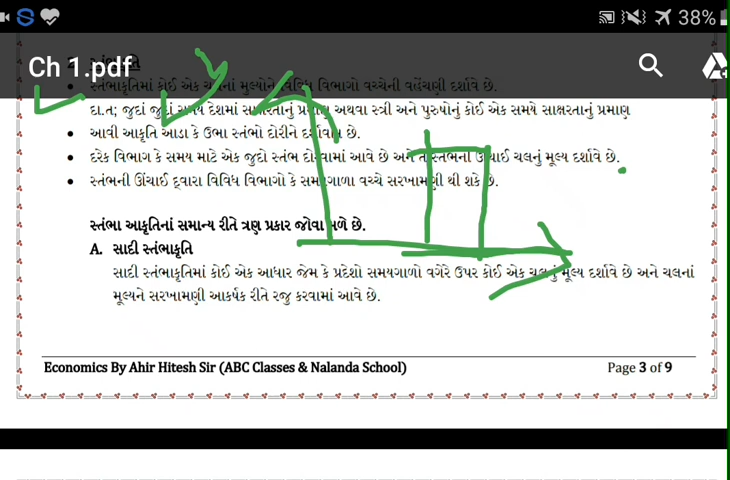 38%
Ch 1.pdf
સ્તંભાકૃતિમાં કોઈ એક ચલનાં મુલ્યોને વિવિધ વિભાગો વચ્ચેની વહેંચણી દર્શાવે છે.
દા.ત; જુદાં જુદાં સમયે દેશમાં સાક્ષરતાનું પ્રમાણ અથવા સ્ત્રી અને પુરુષોનું કોઈ એક સમયે સાક્ષરતાનું પ્રમાણ
• આવી આકૃતિ આડા કે ઉભા સ્તંભો દોરીને દર્શાવાય છે.
• દરેક વિભાગ કે સમય માટે એક જુદો સ્તંભ દોરવામાં આવે છે અને તે સ્તંભની ઊંચાઈ ચલનું મૂલ્ય દર્શાવે છે.
• સ્તંભની ઊંચાઈ દ્વારા વિવિધ વિભાગો કે સમયગાળા વચ્ચે સરખામણી થી શકે છે.
સ્તંભા આકૃતિનાં સમાન્ય રીતે ત્રણ પ્રકાર જોવા મળે છે.
A. સાદી સ્તંભાકૃતિ
સાદી સ્તંભાકૃતિમાં કોઈ એક આધાર જેમ કે પ્રદેશો સમયગાળો વગેરે ઉપર કોઈ એક ચલનું મૂલ્ય દર્શાવે છે અને ચલનાં
મૂલ્યને સરખામણી આકર્ષક રીતે રજુ કરવામાં આવે છે.
Economics By Ahir Hitesh Sir (ABC Classes & Nalanda School) Page 3 of 9